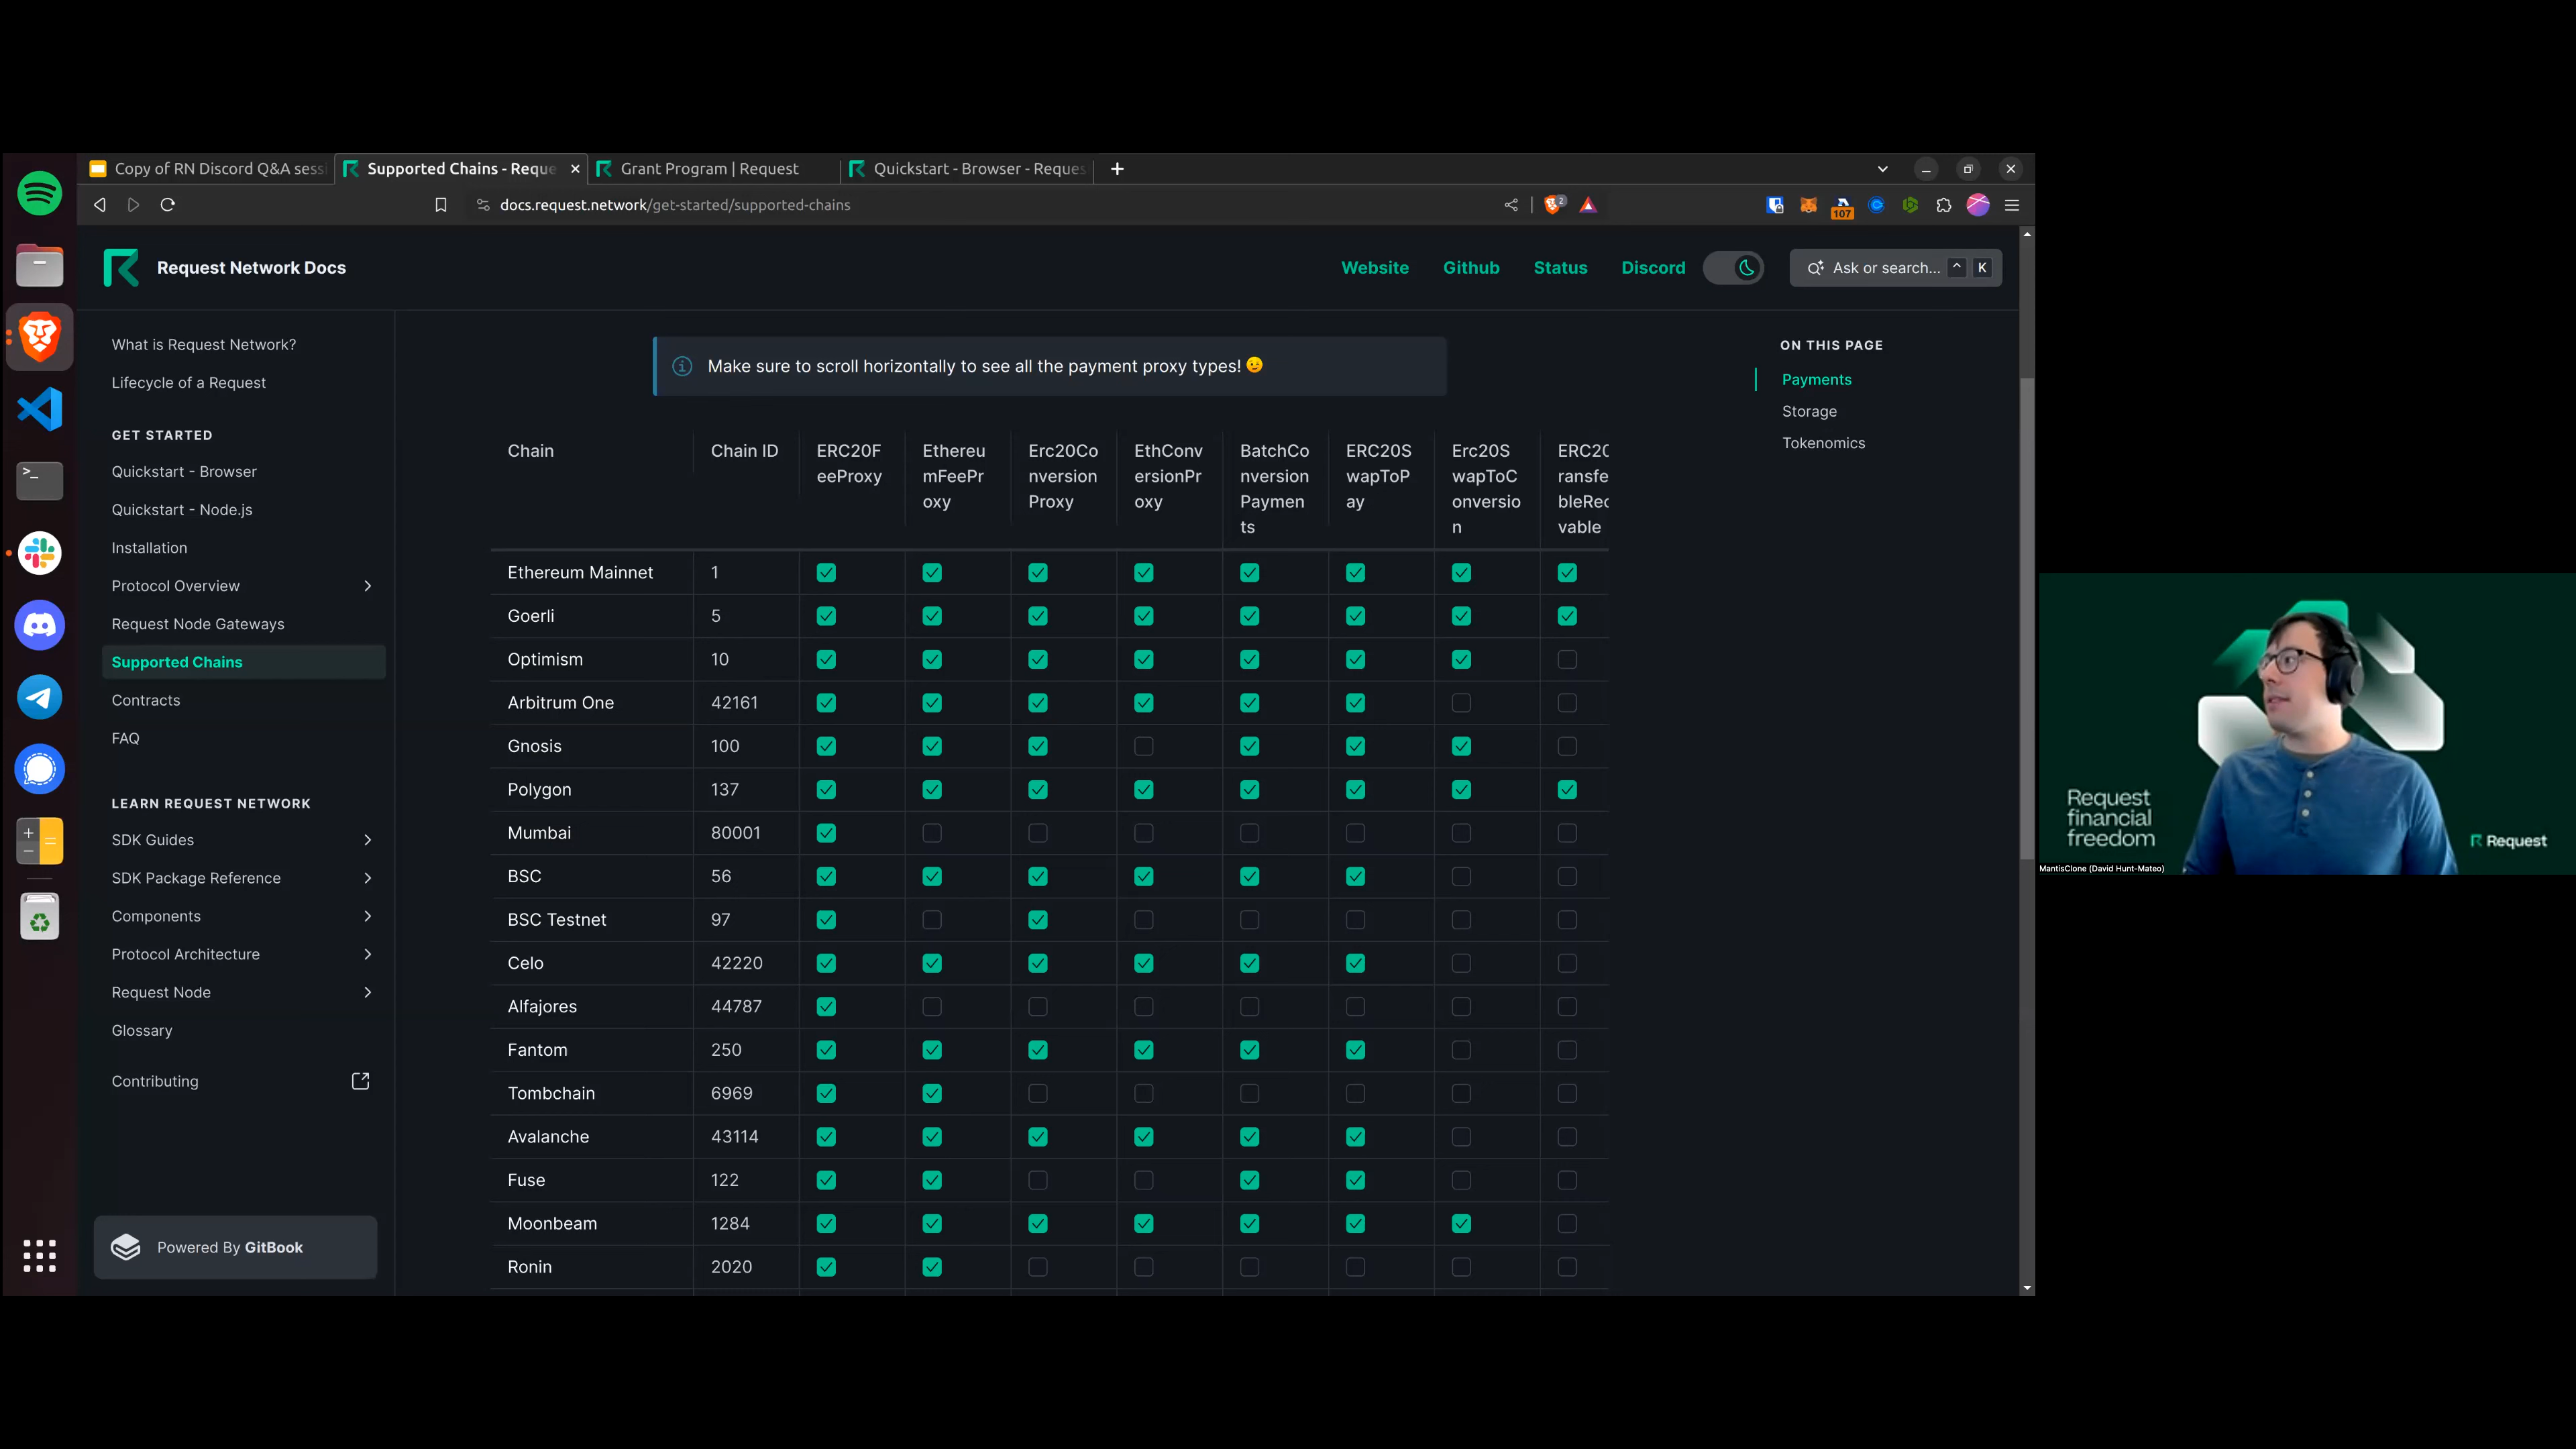 Copy of RN Discord Q&A sessi
Supported Chains - Reque
Grant Program | Request
Quickstart - Browser - Reques
docs.request.network/get-started/supported-chains
2
107
Request Network Docs
Website
Github
Status
Discord
Ask or search...
^
K
What is Request Network?
Lifecycle of a Request
GET STARTED
Quickstart - Browser
Quickstart - Node.js
Installation
Protocol Overview
Request Node Gateways
Supported Chains
Contracts
FAQ
LEARN REQUEST NETWORK
SDK Guides
SDK Package Reference
Components
Protocol Architecture
Request Node
Glossary
Contributing
Powered By GitBook
Make sure to scroll horizontally to see all the payment proxy types! 😉
Chain
Chain ID
ERC20F
eeProxy
Ethereu
mFeePr
oxy
Erc20Co
nversion
Proxy
EthConv
ersionPr
oxy
BatchCo
nversion
Paymen
ts
ERC20S
wapToP
ay
Erc20S
wapToC
onversio
n
ERC20
ransfe
bleRec
vable
Ethereum Mainnet 1
Goerli 5
Optimism 10
Arbitrum One 42161
Gnosis 100
Polygon 137
Mumbai 80001
BSC 56
BSC Testnet 97
Celo 42220
Alfajores 44787
Fantom 250
Tombchain 6969
Avalanche 43114
Fuse 122
Moonbeam 1284
Ronin 2020
ON THIS PAGE
Payments
Storage
Tokenomics
Request
financial
freedom
Request
MantisClone (David Hunt-Mateo)